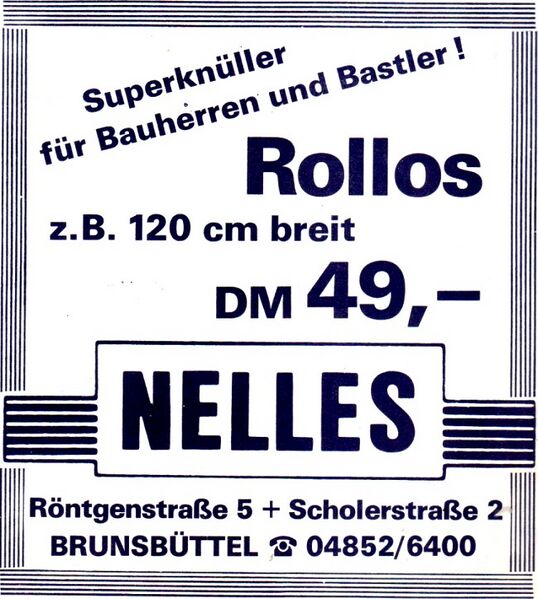 Superknüller
für Bauherren und Bastler!
Rollos
z.B. 120 cm breit
DM 49,–
NELLES
Röntgenstraße 5 + Scholerstraße 2
BRUNSBÜTTEL ☎ 04852/6400